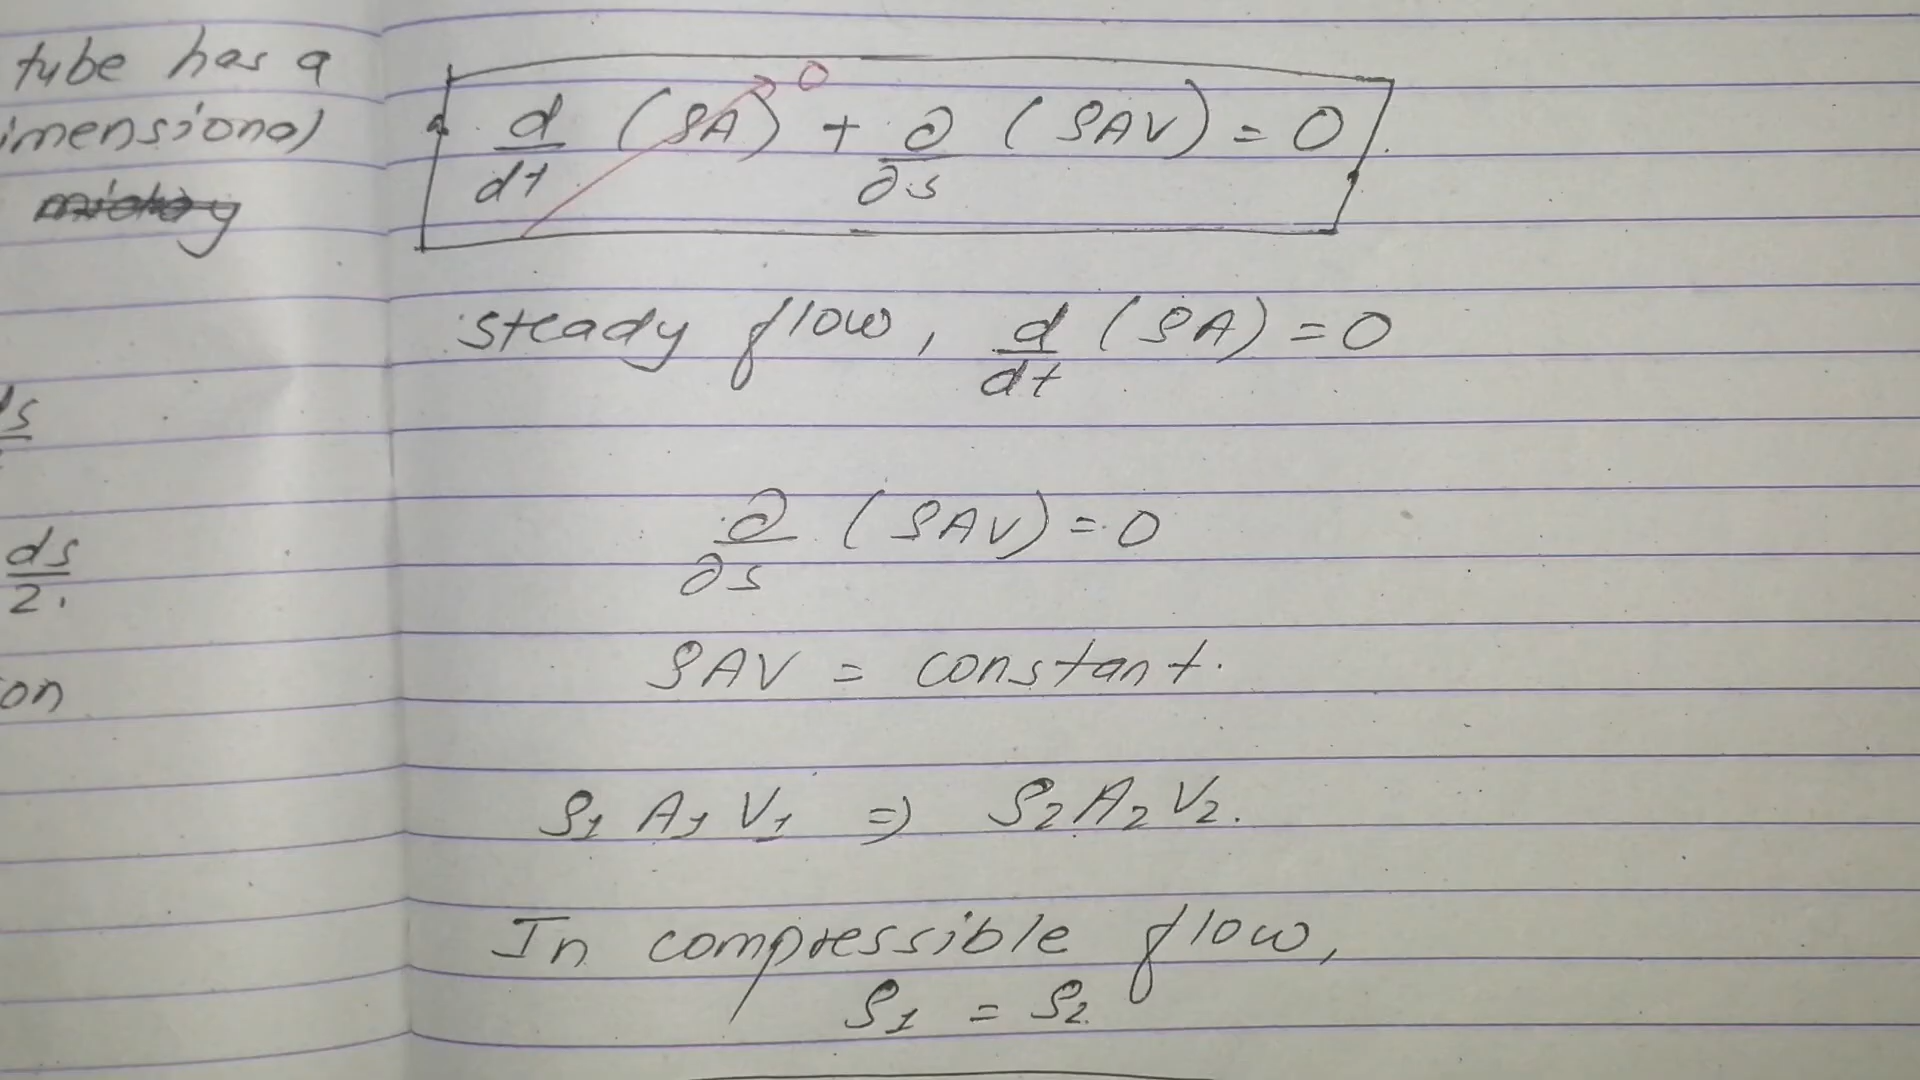 tube has a
imensional
d/dt (ρA) + ∂/∂s (ρAV) = 0
0
steady flow, d/dt (ρA) = 0
ds/2.
∂/∂s (ρAV) = 0
on
ρAV = constant.
ρ₁ A₁ V₁ ⇒ ρ₂ A₂ V₂.
In compressible flow,
ρ₁ = ρ₂